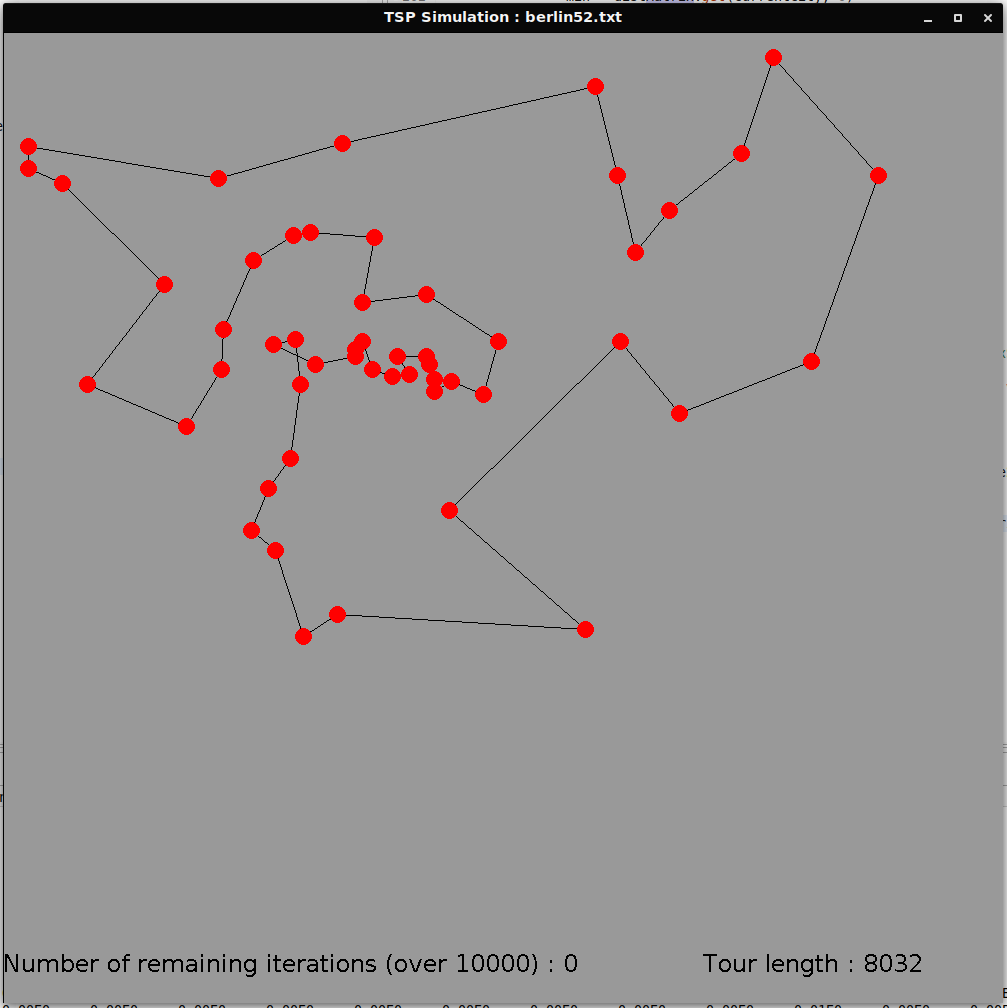 TSP Simulation : berlin52.txt
Number of remaining iterations (over 10000) : 0
Tour length : 8032